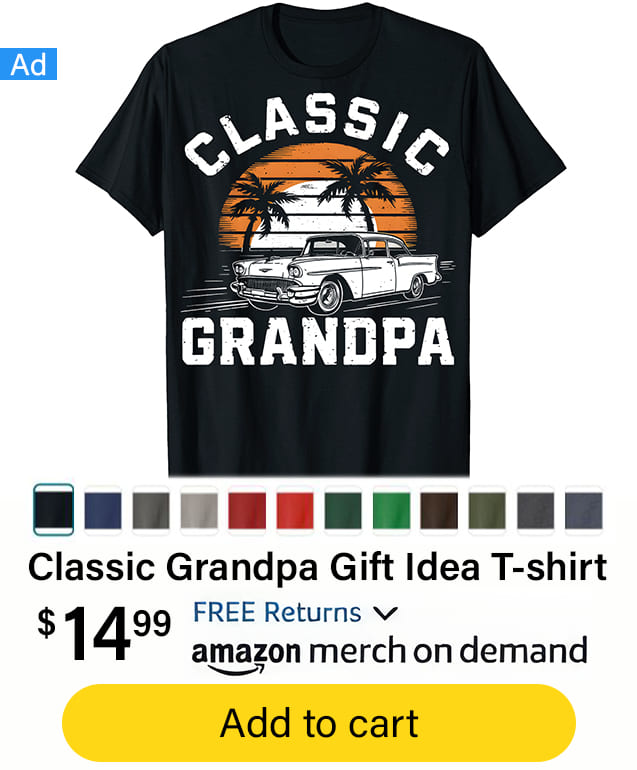 Ad
CLASSIC
GRANDPA
Classic Grandpa Gift Idea T-shirt
$14.99
FREE Returns
amazon merch on demand
Add to cart